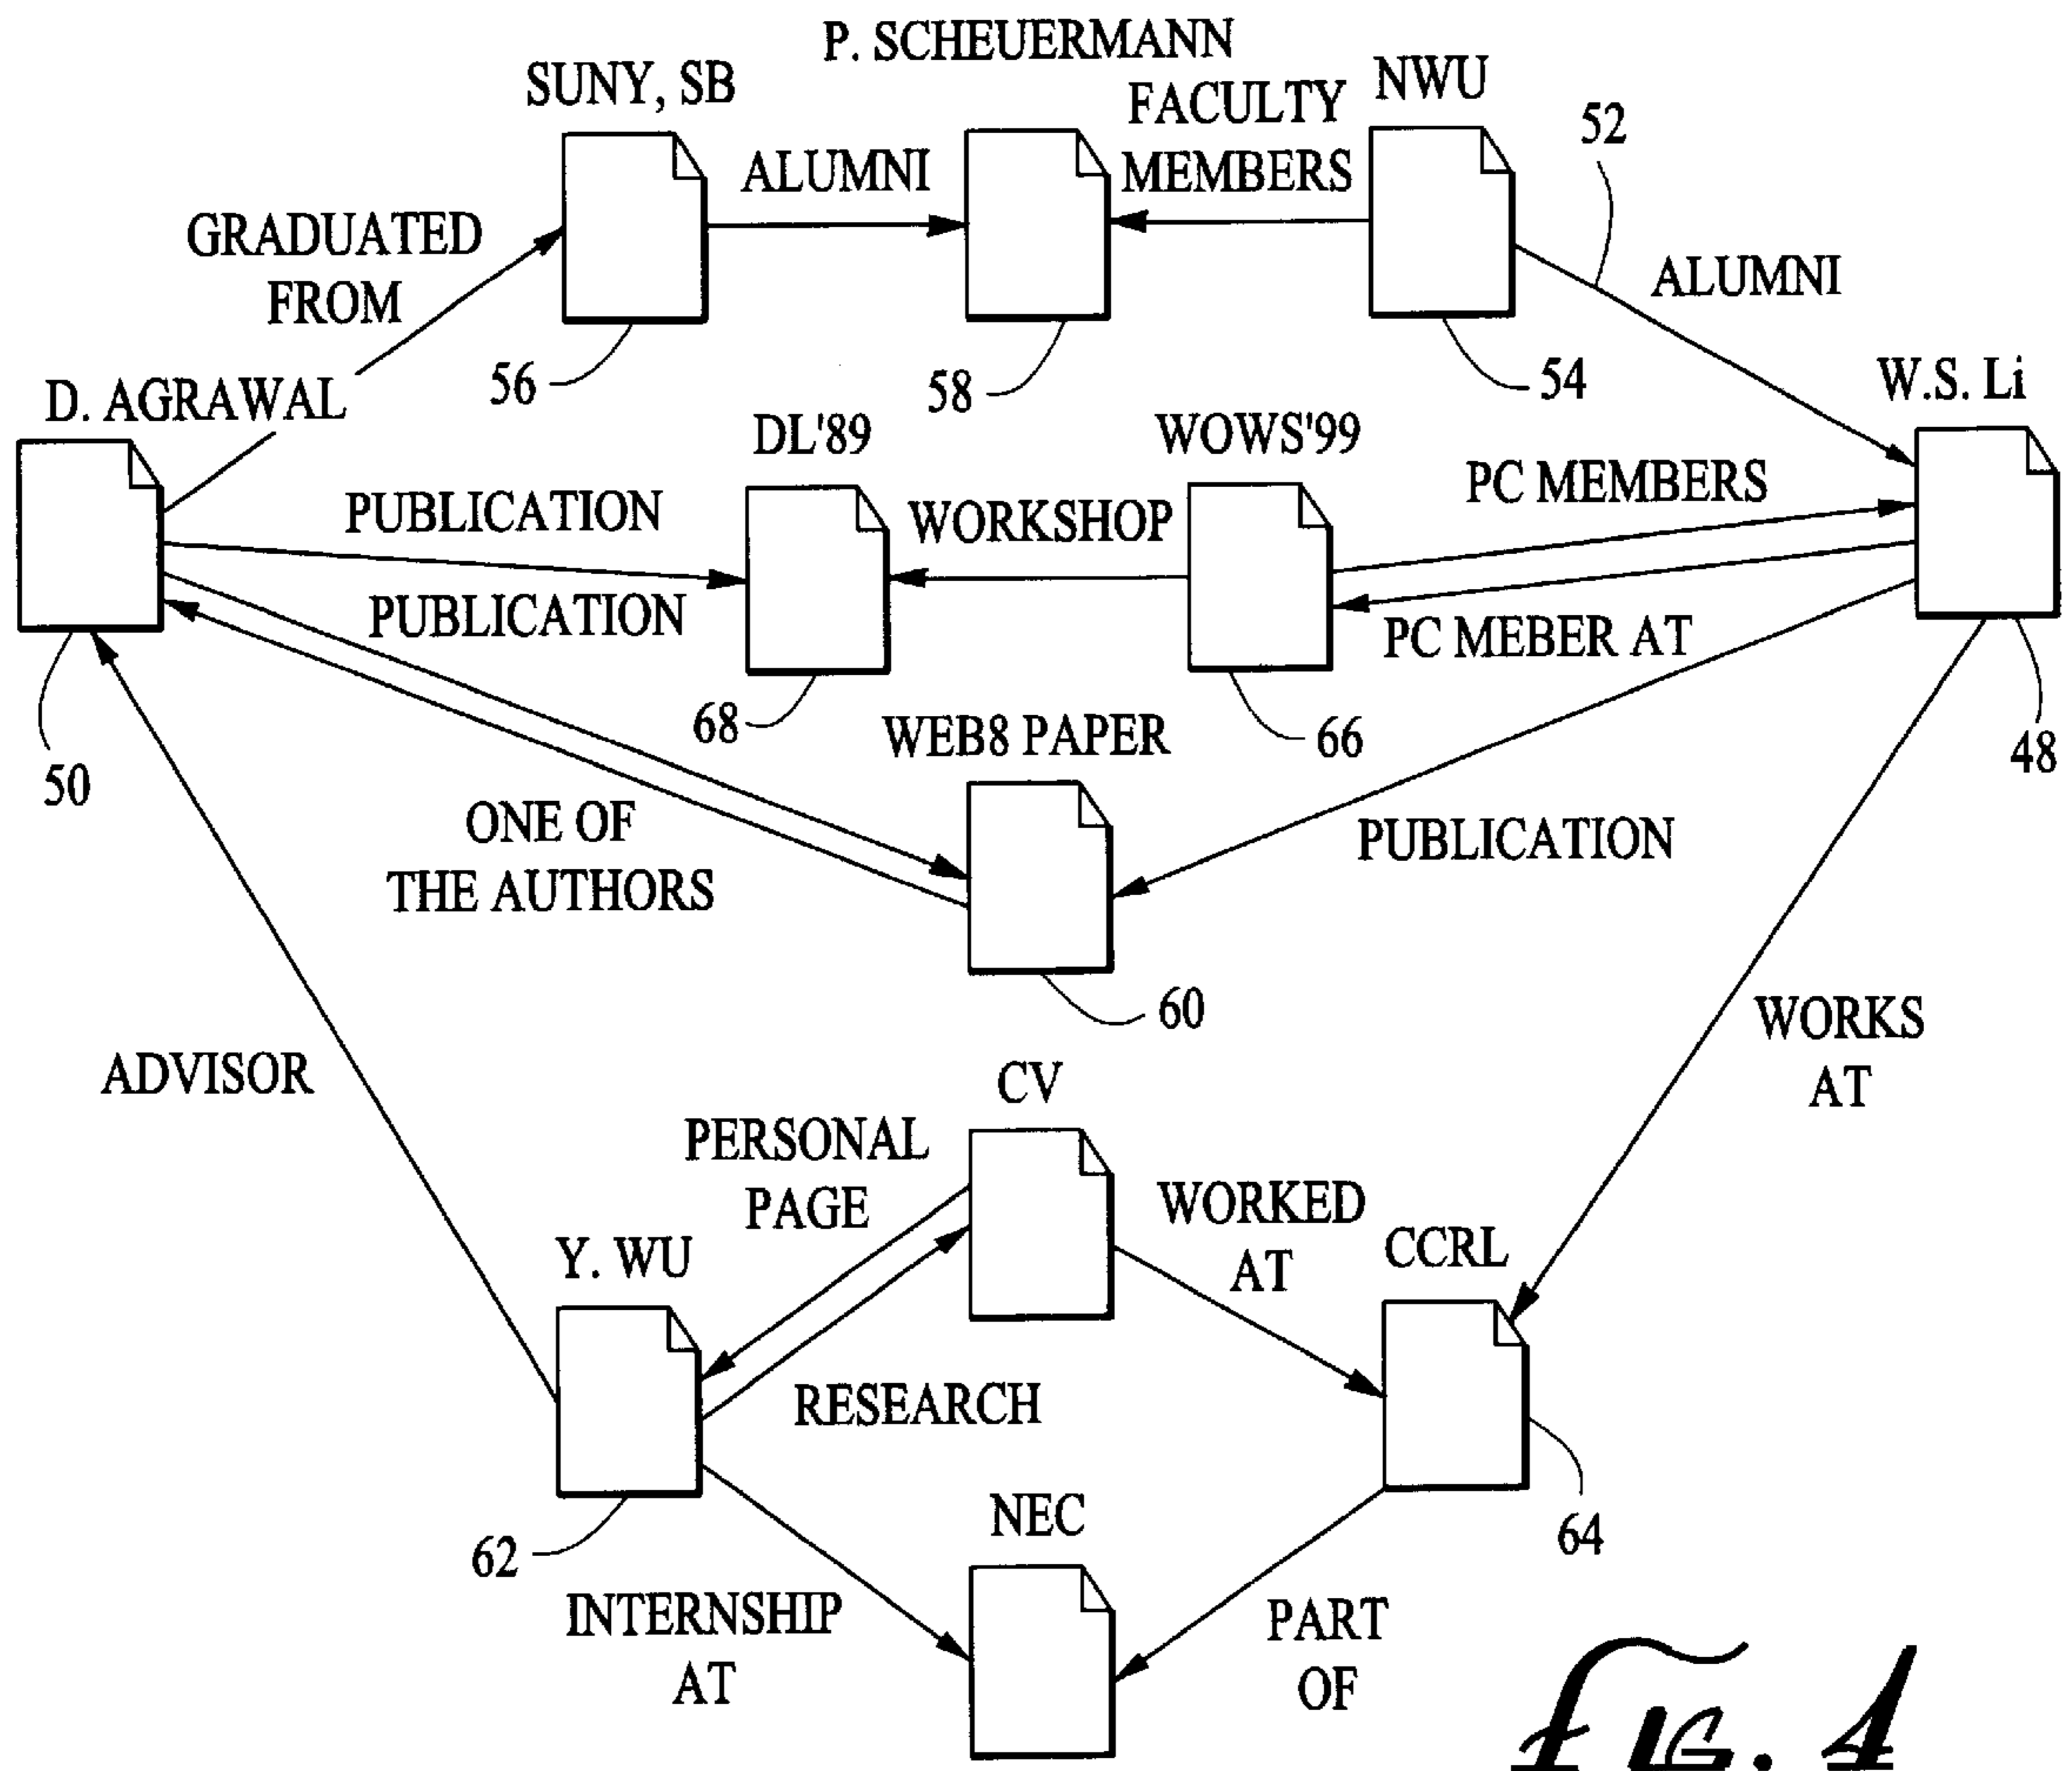 P. SCHEUERMANN
SUNY, SB
NWU
FACULTY
MEMBERS
52
ALUMNI
GRADUATED
FROM
ALUMNI
56
58
54
W.S. Li
D. AGRAWAL
DL'89
WOWS'99
PC MEMBERS
PUBLICATION
WORKSHOP
PUBLICATION
PC MEBER AT
68
WEB8 PAPER
66
48
50
ONE OF
THE AUTHORS
PUBLICATION
60
WORKS
AT
ADVISOR
CV
PERSONAL
PAGE
WORKED
AT
Y. WU
CCRL
RESEARCH
NEC
62
64
INTERNSHIP
AT
PART
OF
FIG. 4